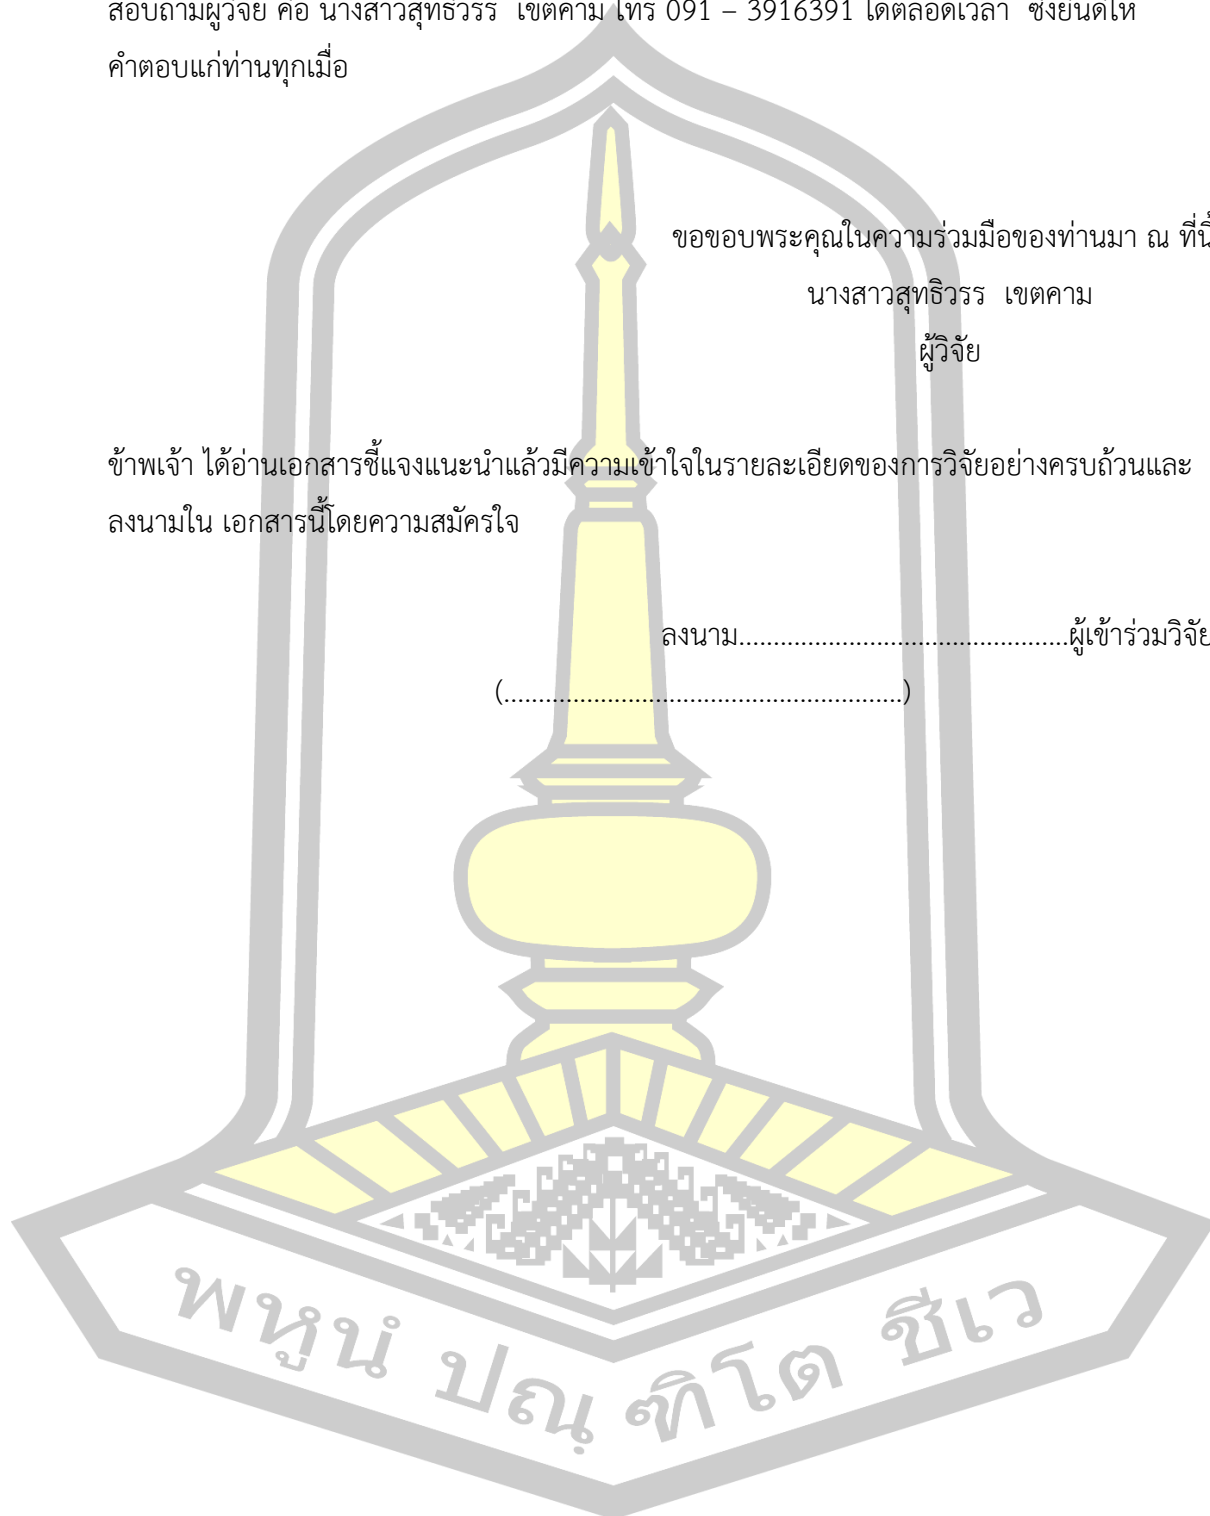 สอบถามผู้วิจัย คือ นางสาวสุทธิวรร เขตคาม โทร 091 – 3916391 ได้ตลอดเวลา ซึ่งยินดีให้
คำตอบแก่ท่านทุกเมื่อ
ขอขอบพระคุณในความร่วมมือของท่านมา ณ ที่นี้
นางสาวสุทธิวรร เขตคาม
ผู้วิจัย
ข้าพเจ้า ได้อ่านเอกสารชี้แจงแนะนำแล้วมีความเข้าใจในรายละเอียดของการวิจัยอย่างครบถ้วนและ
ลงนามใน เอกสารนี้โดยความสมัครใจ
ลงนาม................................................ผู้เข้าร่วมวิจัย
(..........................................................)
พหูนํ ปณฺฑิโต ชีเว